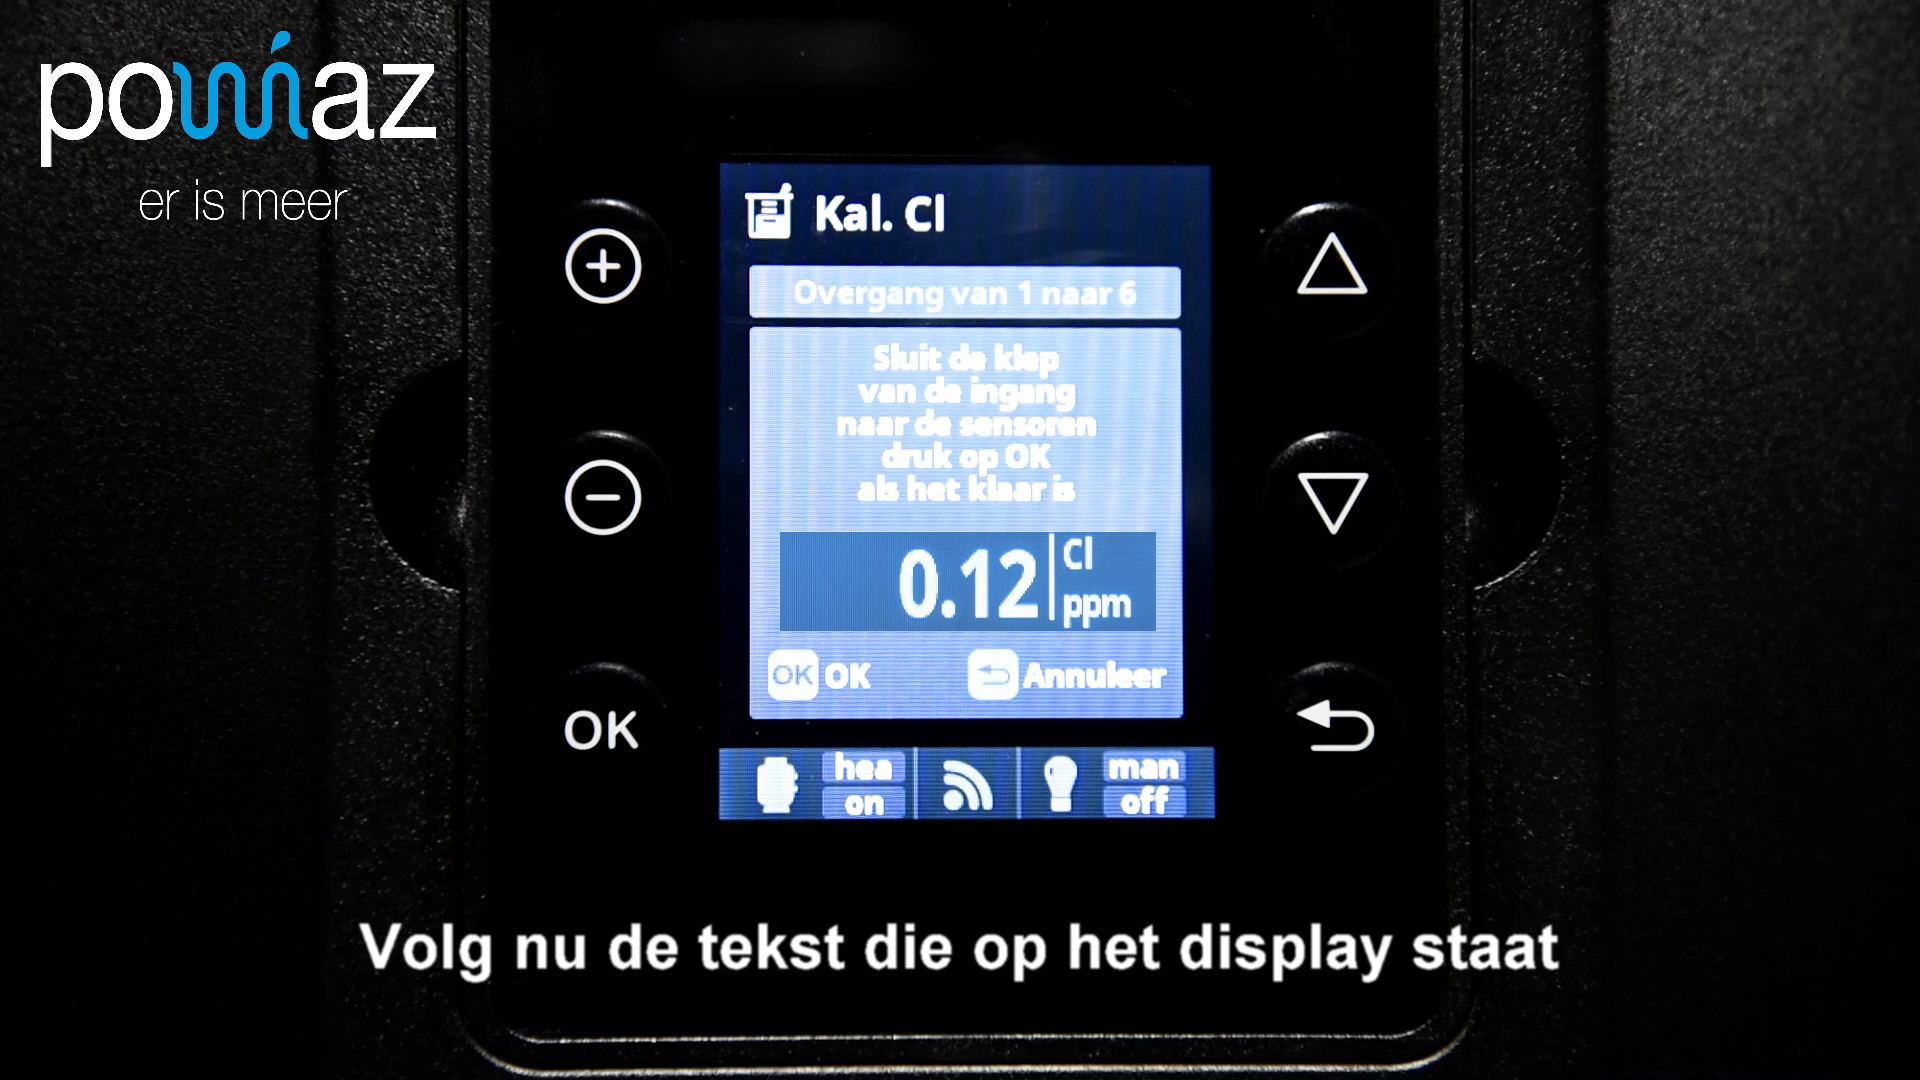 pomaz
er is meer
Kal. Cl
Overgang van 1 naar 6
Sluit de klep
van de ingang
naar de sensoren
druk op OK
als het klaar is
0.12 Cl
ppm
OK OK Annuleer
OK
hea man
on off
Volg nu de tekst die op het display staat